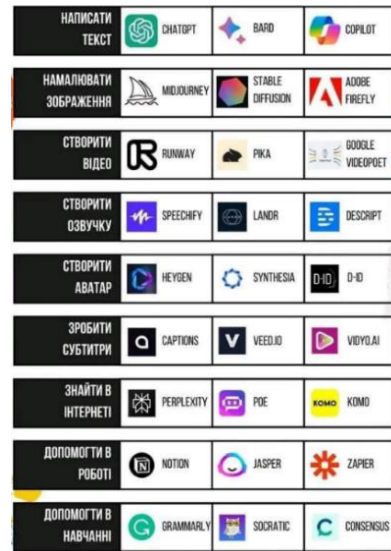 НАПИСАТИ
ТЕКСТ
CHATGPT
BARD
COPILOT
НАМАЛЮВАТИ
ЗОБРАЖЕННЯ
MIDJOURNEY
STABLE
DIFFUSION
ADOBE
FIREFLY
СТВОРИТИ
ВІДЕО
RUNWAY
PIKA
GOOGLE
VIDEOPOET
СТВОРИТИ
ОЗВУЧКУ
SPEECHIFY
LANDR
DESCRIPT
СТВОРИТИ
АВАТАР
HEYGEN
SYNTHESIA
D-ID
D-ID
ЗРОБИТИ
СУБТИТРИ
CAPTIONS
VEED.IO
VIDYO.AI
ЗНАЙТИ В
ІНТЕРНЕТІ
PERPLEXITY
POE
KOMO
KOMO
ДОПОМОГТИ В
РОБОТІ
NOTION
JASPER
ZAPIER
ДОПОМОГТИ В
НАВЧАННІ
GRAMMARLY
SOCRATIC
CONSENSUS